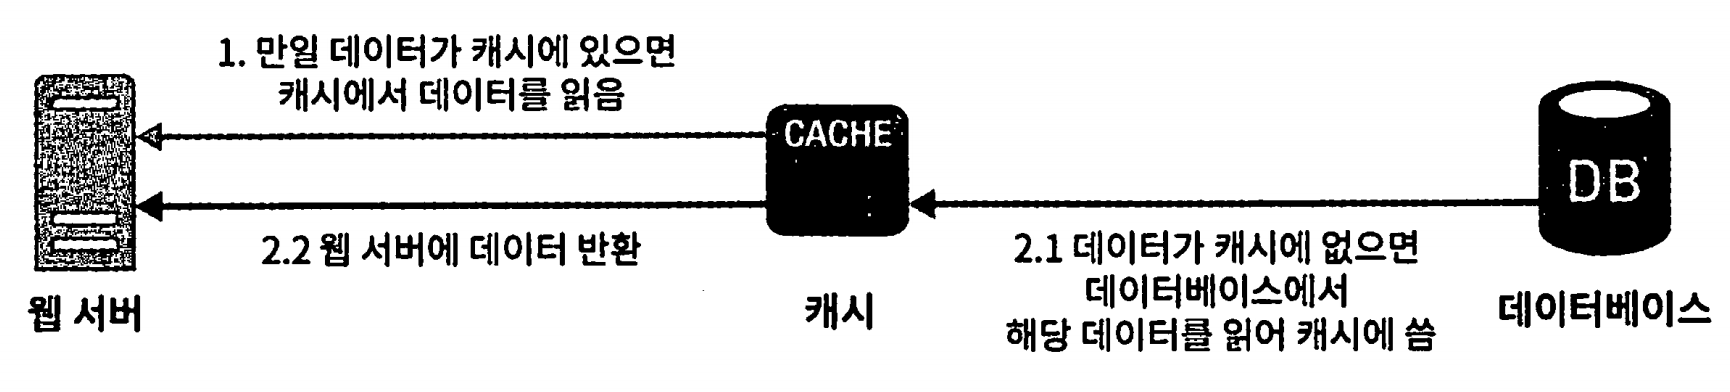 1. 만일 데이터가 캐시에 있으면
캐시에서 데이터를 읽음
CACHE
DB
2.2 웹 서버에 데이터 반환
2.1 데이터가 캐시에 없으면
데이터베이스에서
해당 데이터를 읽어 캐시에 씀
웹 서버
캐시
데이터베이스